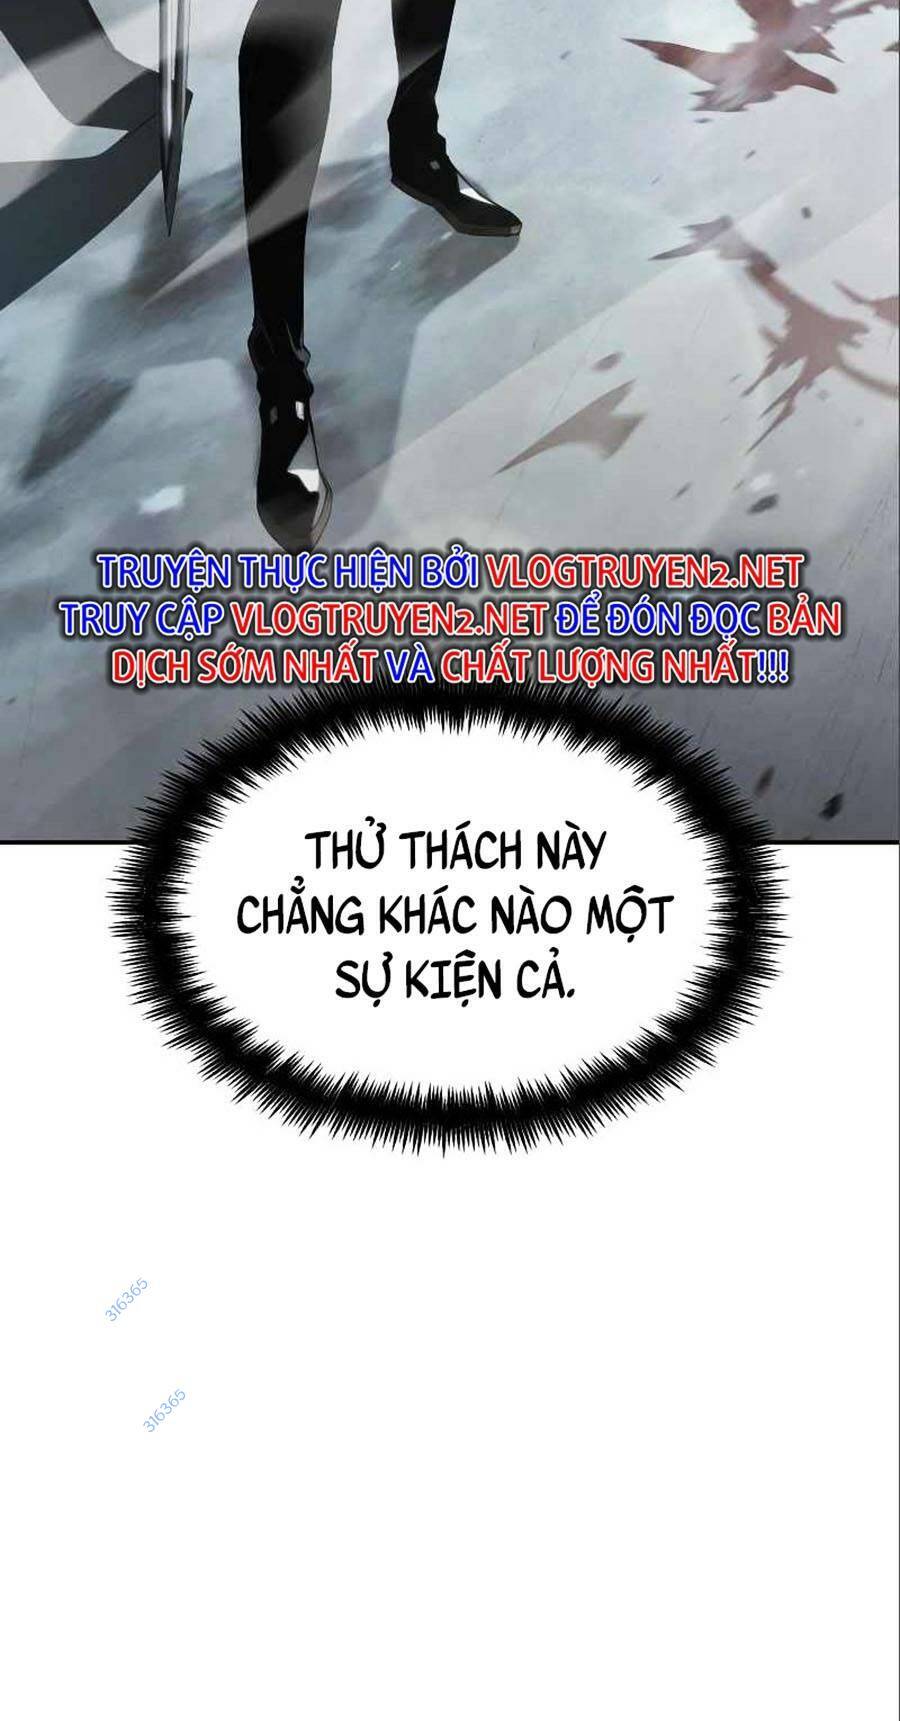 TRUYỆN THỰC HIỆN BỞI VLOGTRUYEN2.NET
TRUY CẬP VLOGTRUYEN2.NET ĐỂ ĐÓN ĐỌC BẢN
DỊCH SỚM NHẤT VÀ CHẤT LƯỢNG NHẤT!!!
THỬ THÁCH NÀY
CHẲNG KHÁC NÀO MỘT
SỰ KIỆN CẢ.
316365
316365